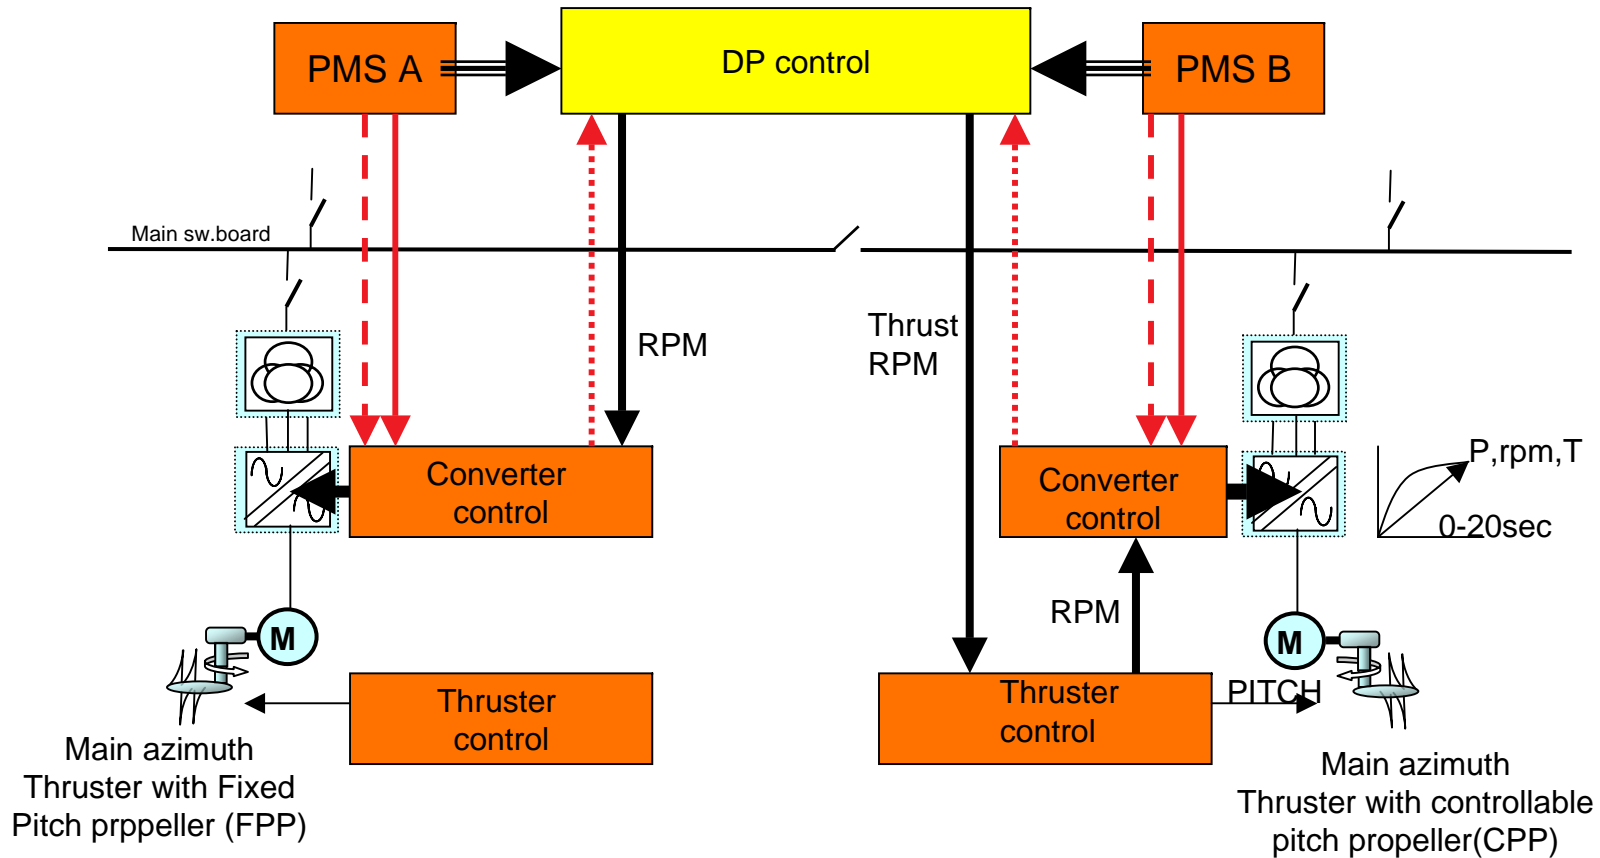 PMS A
DP control
PMS B
Main sw.board
RPM
Thrust
RPM
Converter
control
Converter
control
P,rpm,T
0-20sec
RPM
M
M
Thruster
control
Thruster
control
PITCH
Main azimuth
Thruster with Fixed
Pitch prppeller (FPP)
Main azimuth
Thruster with controllable
pitch propeller(CPP)